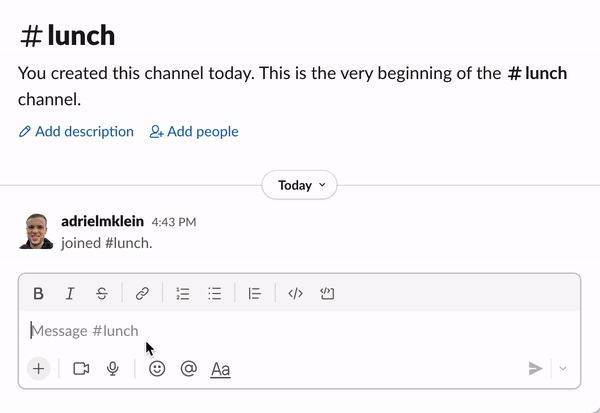 # lunch
You created this channel today. This is the very beginning of the # lunch
channel.
Add description Add people
Today
adrielmklein 4:43 PM
joined #lunch.
B I S
Message #lunch
@ Aa